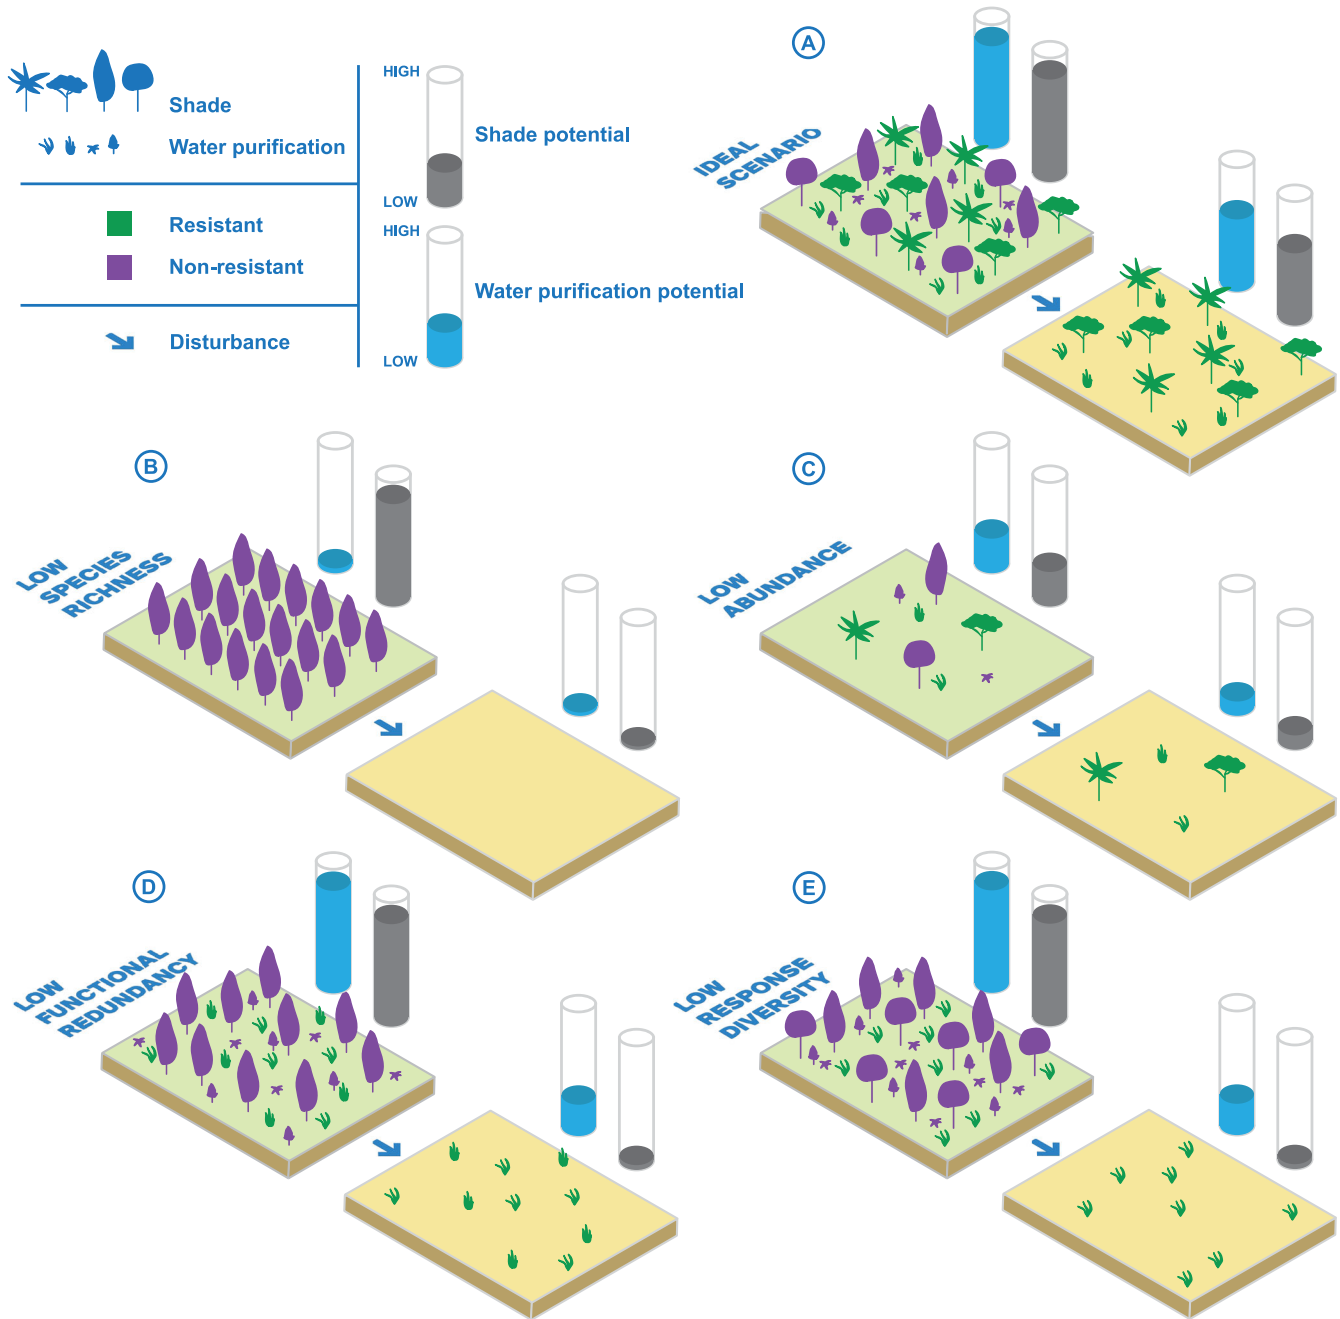 Shade
Water purification
Resistant
Non-resistant
Disturbance
HIGH
Shade potential
LOW
HIGH
Water purification potential
LOW
A
IDEAL
SCENARIO
B
LOW
SPECIES
RICHNESS
C
LOW
ABUNDANCE
D
LOW
FUNCTIONAL
REDUNDANCY
E
LOW
RESPONSE
DIVERSITY